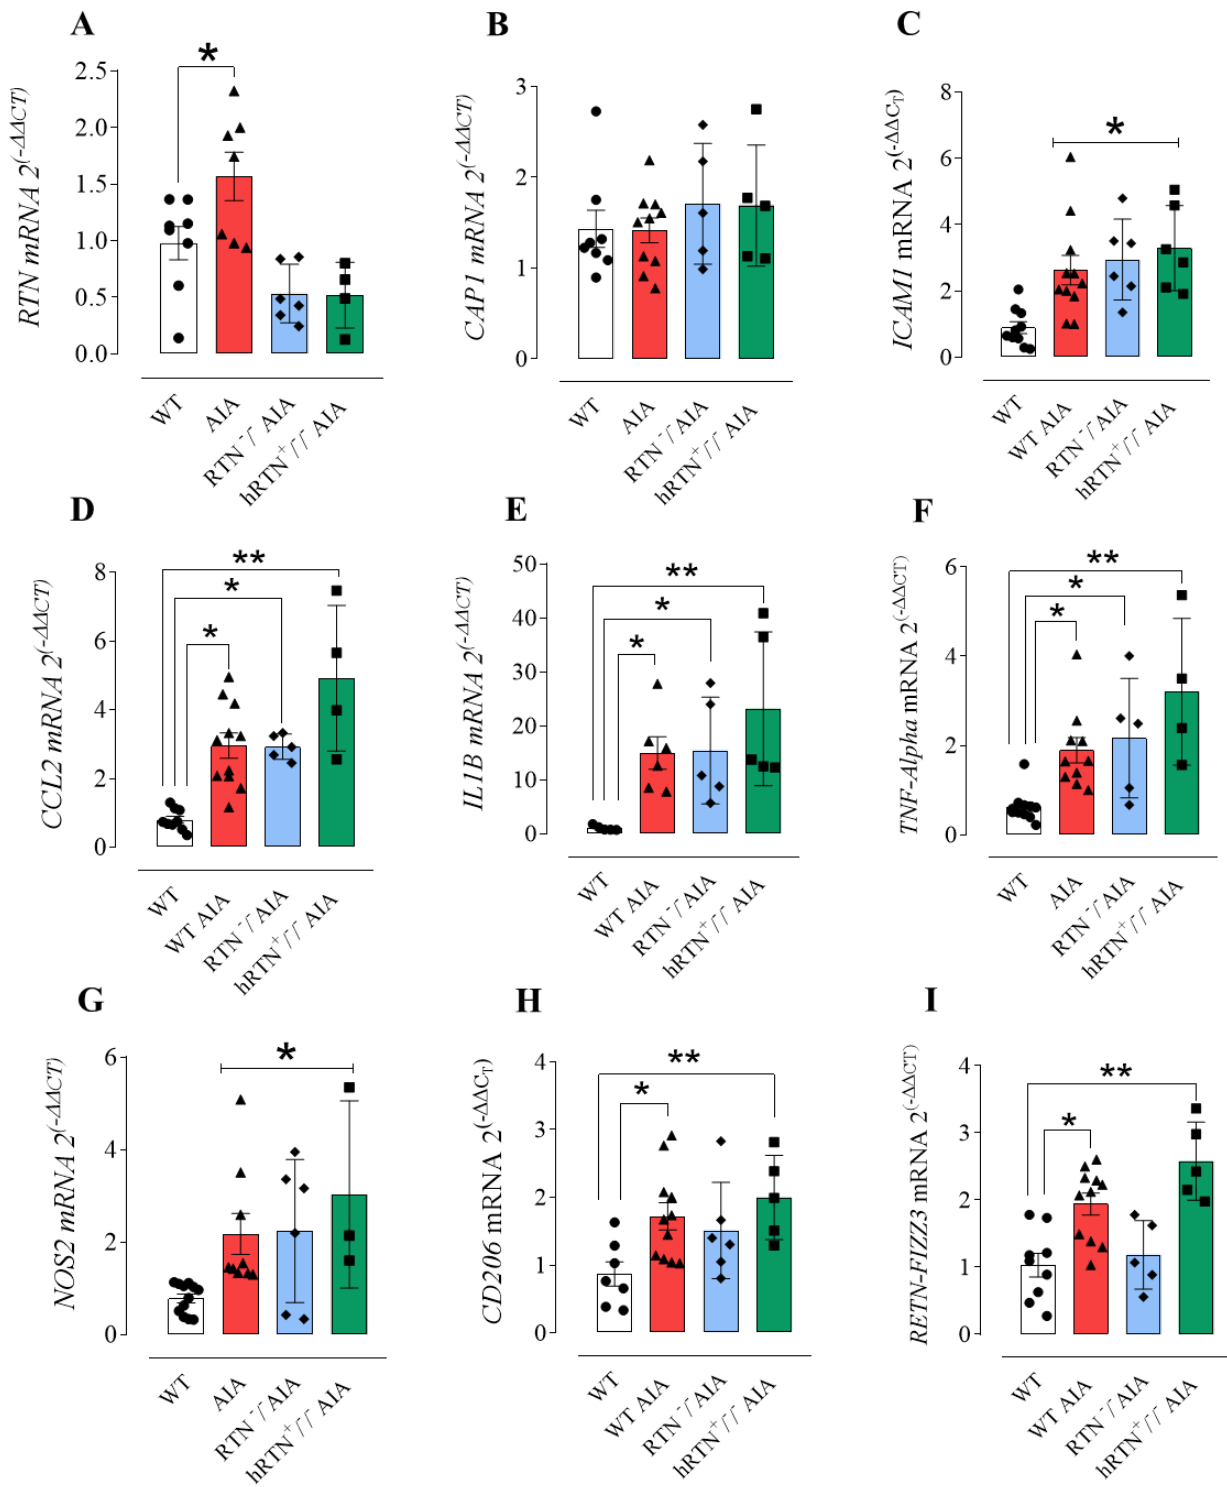 A
RTN mRNA 2(-ΔΔCT)
2.5
2.0
1.5
1.0
0.5
0.0
*
WT
AIA
RTN-/-AIA
hRTN+/-/- AIA
B
CAP1 mRNA 2(-ΔΔCT)
3
2
1
0
WT
AIA
RTN-/-AIA
hRTN+/-/- AIA
C
ICAM1 mRNA 2(-ΔΔCT)
8
6
4
2
0
*
WT
WT AIA
RTN-/-AIA
hRTN+/-/- AIA
D
CCL2 mRNA 2(-ΔΔCT)
8
6
4
2
0
**
*
*
WT
WT AIA
RTN-/-AIA
hRTN+/-/- AIA
E
IL1B mRNA 2(-ΔΔCT)
50
40
30
20
10
0
**
*
*
WT
WT AIA
RTN-/-AIA
hRTN+/-/- AIA
F
TNF-Alpha mRNA 2(-ΔΔCT)
6
4
2
0
**
*
*
WT
AIA
RTN-/-AIA
hRTN+/-/- AIA
G
NOS2 mRNA 2(-ΔΔCT)
6
4
2
0
*
WT
AIA
RTN-/-AIA
hRTN+/-/- AIA
H
CD206 mRNA 2(-ΔΔCT)
4
3
2
1
0
**
*
WT
WT AIA
RTN-/-AIA
hRTN+/-/- AIA
I
RETN-FIZZ3 mRNA 2(-ΔΔCT)
4
3
2
1
0
**
*
WT
WT AIA
RTN-/-AIA
hRTN+/-/- AIA